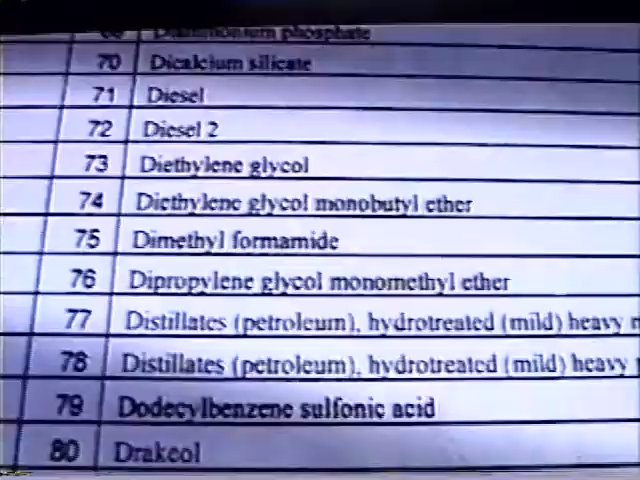 Diammonium phosphate
70 Dicalcium silicate
71 Diesel
72 Diesel 2
73 Diethylene glycol
74 Diethylene glycol monobutyl ether
75 Dimethyl formamide
76 Dipropylene glycol monomethyl ether
77 Distillates (petroleum), hydrotreated (mild) heavy
78 Distillates (petroleum), hydrotreated (mild) heavy
79 Dodecylbenzene sulfonic acid
80 Drakeol